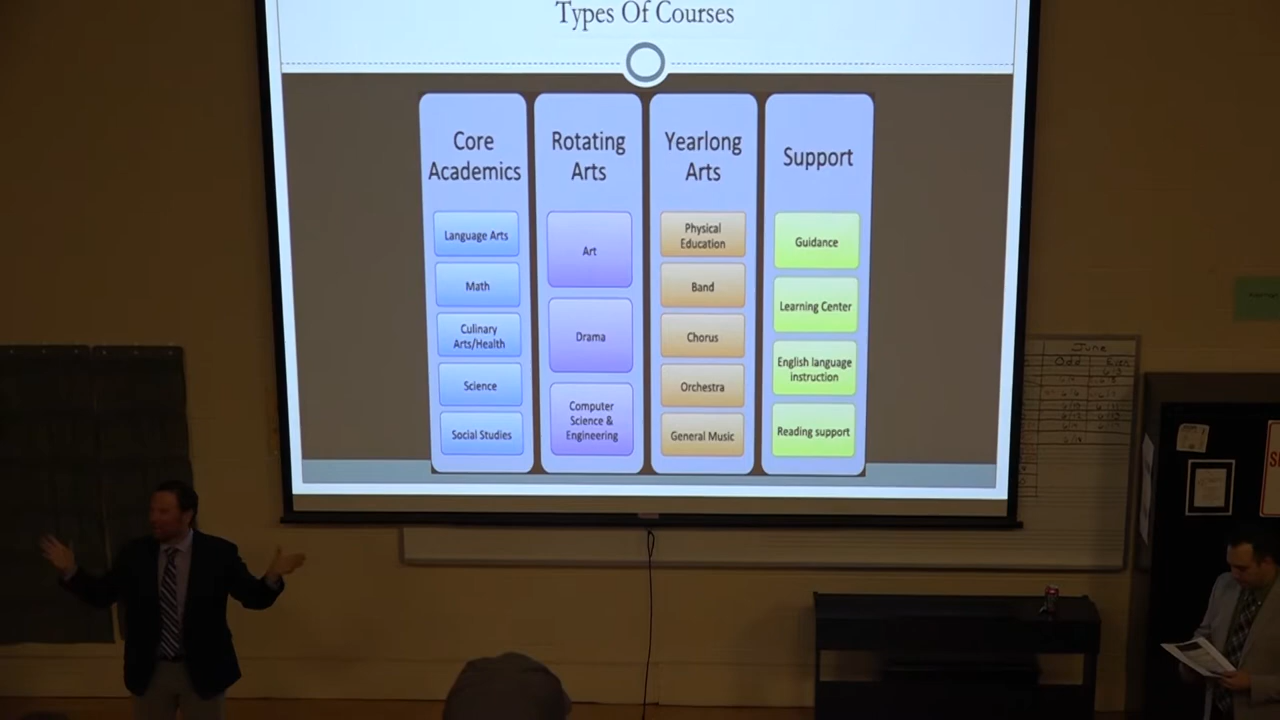 Types Of Courses
Core
Academics
Language Arts
Math
Culinary
Arts/Health
Science
Social Studies
Rotating
Arts
Art
Drama
Computer
Science &
Engineering
Yearlong
Arts
Physical
Education
Band
Chorus
Orchestra
General Music
Support
Guidance
Learning Center
English language
instruction
Reading support
June
Odd
Even